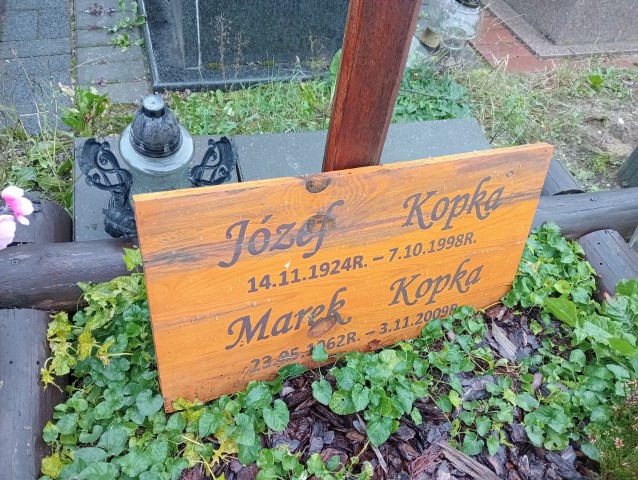 Józef Kopka
14.11.1924R. – 7.10.1998R.
Marek Kopka
23.05.1962R. – 3.11.2009R.